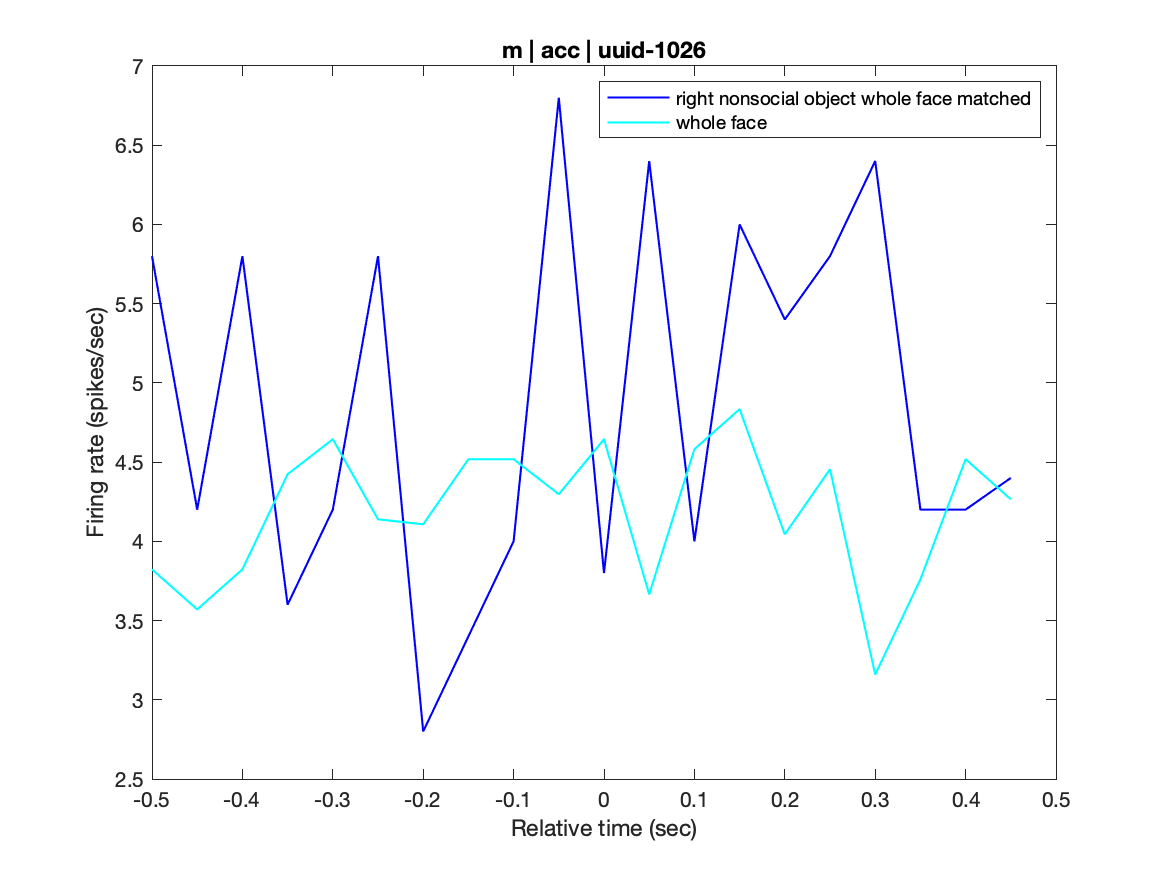 m | acc | uuid-1026
right nonsocial object whole face matched
whole face
7
6.5
6
5.5
5
4.5
4
3.5
3
2.5
Firing rate (spikes/sec)
-0.5 -0.4 -0.3 -0.2 -0.1 0 0.1 0.2 0.3 0.4 0.5
Relative time (sec)